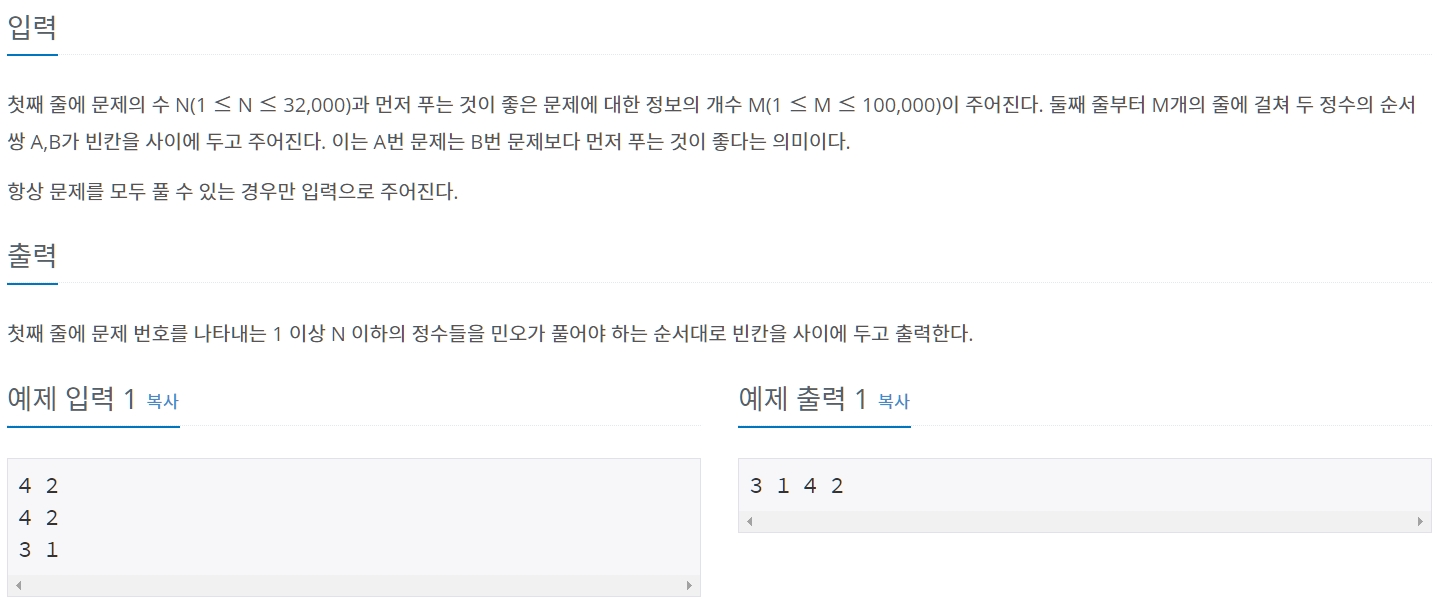 입력
첫째 줄에 문제의 수 N(1 ≤ N ≤ 32,000)과 먼저 푸는 것이 좋은 문제에 대한 정보의 개수 M(1 ≤ M ≤ 100,000)이 주어진다. 둘째 줄부터 M개의 줄에 걸쳐 두 정수의 순서
쌍 A,B가 빈칸을 사이에 두고 주어진다. 이는 A번 문제는 B번 문제보다 먼저 푸는 것이 좋다는 의미이다.
항상 문제를 모두 풀 수 있는 경우만 입력으로 주어진다.
출력
첫째 줄에 문제 번호를 나타내는 1 이상 N 이하의 정수들을 민오가 풀어야 하는 순서대로 빈칸을 사이에 두고 출력한다.
예제 입력 1 복사
4 2
4 2
3 1
예제 출력 1 복사
3 1 4 2